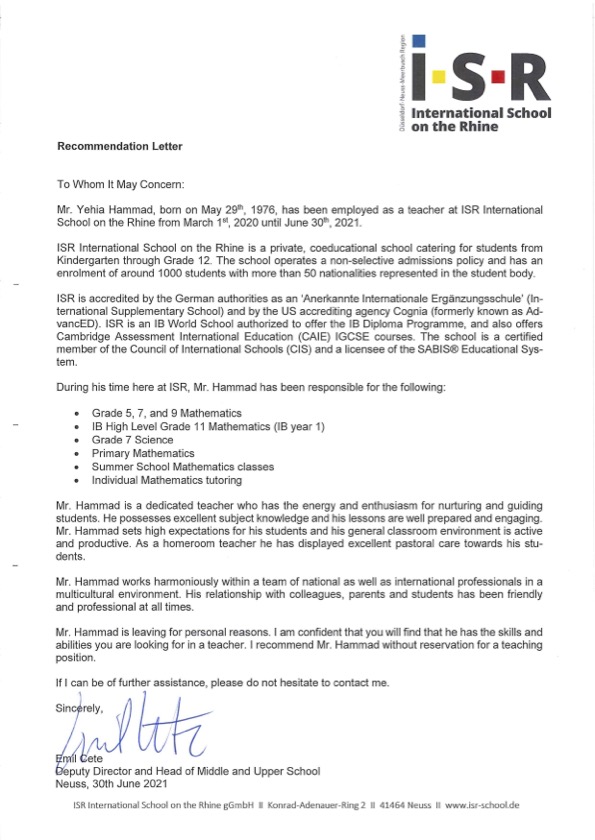 Düsseldorf-Neuss-Meerbusch Region
i·S·R
International School
on the Rhine
Recommendation Letter
To Whom It May Concern:
Mr. Yehia Hammad, born on May 29th, 1976, has been employed as a teacher at ISR International
School on the Rhine from March 1st, 2020 until June 30th, 2021.
ISR International School on the Rhine is a private, coeducational school catering for students from
Kindergarten through Grade 12. The school operates a non-selective admissions policy and has an
enrolment of around 1000 students with more than 50 nationalities represented in the student body.
ISR is accredited by the German authorities as an ‘Anerkannte Internationale Ergänzungsschule’ (In-
ternational Supplementary School) and by the US accrediting agency Cognia (formerly known as Ad-
vancED). ISR is an IB World School authorized to offer the IB Diploma Programme, and also offers
Cambridge Assessment International Education (CAIE) IGCSE courses. The school is a certified
member of the Council of International Schools (CIS) and a licensee of the SABIS® Educational Sys-
tem.
During his time here at ISR, Mr. Hammad has been responsible for the following:
• Grade 5, 7, and 9 Mathematics
• IB High Level Grade 11 Mathematics (IB year 1)
• Grade 7 Science
• Primary Mathematics
• Summer School Mathematics classes
• Individual Mathematics tutoring
Mr. Hammad is a dedicated teacher who has the energy and enthusiasm for nurturing and guiding
students. He possesses excellent subject knowledge and his lessons are well prepared and engaging.
Mr. Hammad sets high expectations for his students and his general classroom environment is active
and productive. As a homeroom teacher he has displayed excellent pastoral care towards his stu-
dents.
Mr. Hammad works harmoniously within a team of national as well as international professionals in a
multicultural environment. His relationship with colleagues, parents and students has been friendly
and professional at all times.
Mr. Hammad is leaving for personal reasons. I am confident that you will find that he has the skills and
abilities you are looking for in a teacher. I recommend Mr. Hammad without reservation for a teaching
position.
If I can be of further assistance, please do not hesitate to contact me.
Sincerely,
Emil Cete
Deputy Director and Head of Middle and Upper School
Neuss, 30th June 2021
ISR International School on the Rhine gGmbH II Konrad-Adenauer-Ring 2 II 41464 Neuss II www.isr-school.de